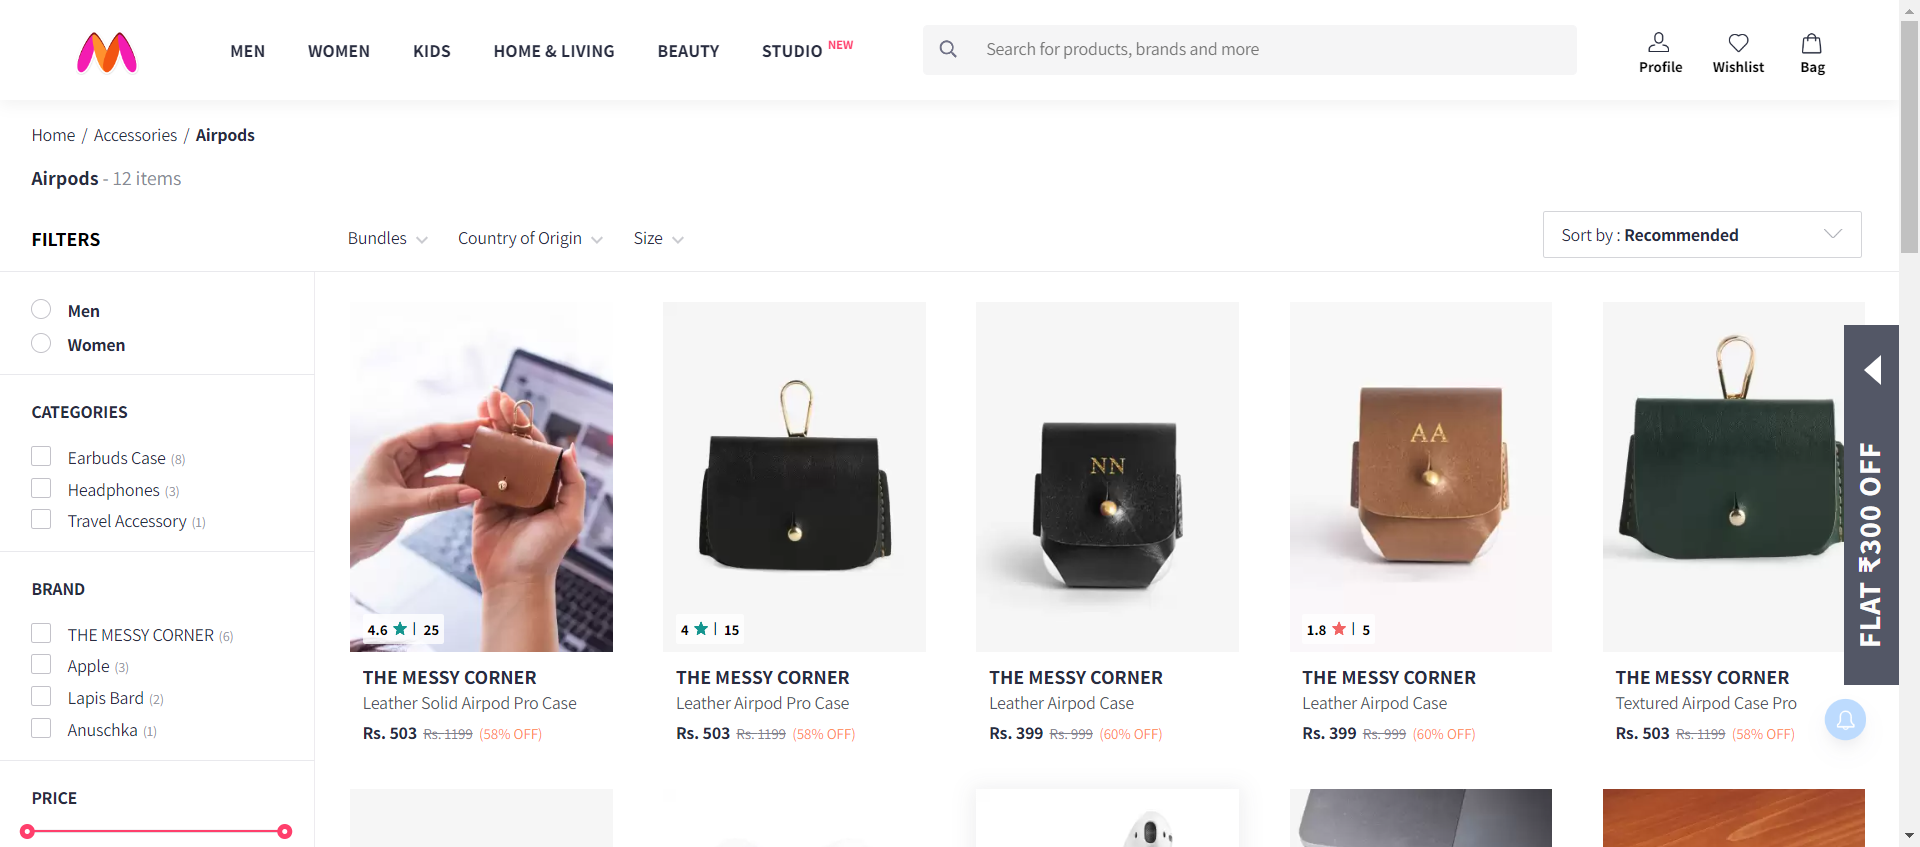 MEN WOMEN KIDS HOME & LIVING BEAUTY STUDIO NEW
Search for products, brands and more
Profile Wishlist Bag
Home / Accessories / Airpods
Airpods - 12 items
FILTERS
Bundles Country of Origin Size
Sort by : Recommended
Men
Women
CATEGORIES
Earbuds Case (8)
Headphones (3)
Travel Accessory (1)
BRAND
THE MESSY CORNER (6)
Apple (3)
Lapis Bard (2)
Anuschka (1)
PRICE
4.6 | 25
THE MESSY CORNER
Leather Solid Airpod Pro Case
Rs. 503 Rs. 1199 (58% OFF)
4 | 15
THE MESSY CORNER
Leather Airpod Pro Case
Rs. 503 Rs. 1199 (58% OFF)
NN
THE MESSY CORNER
Leather Airpod Case
Rs. 399 Rs. 999 (60% OFF)
AA
1.8 | 5
THE MESSY CORNER
Leather Airpod Case
Rs. 399 Rs. 999 (60% OFF)
THE MESSY CORNER
Textured Airpod Case Pro
Rs. 503 Rs. 1199 (58% OFF)
FLAT ₹300 OFF